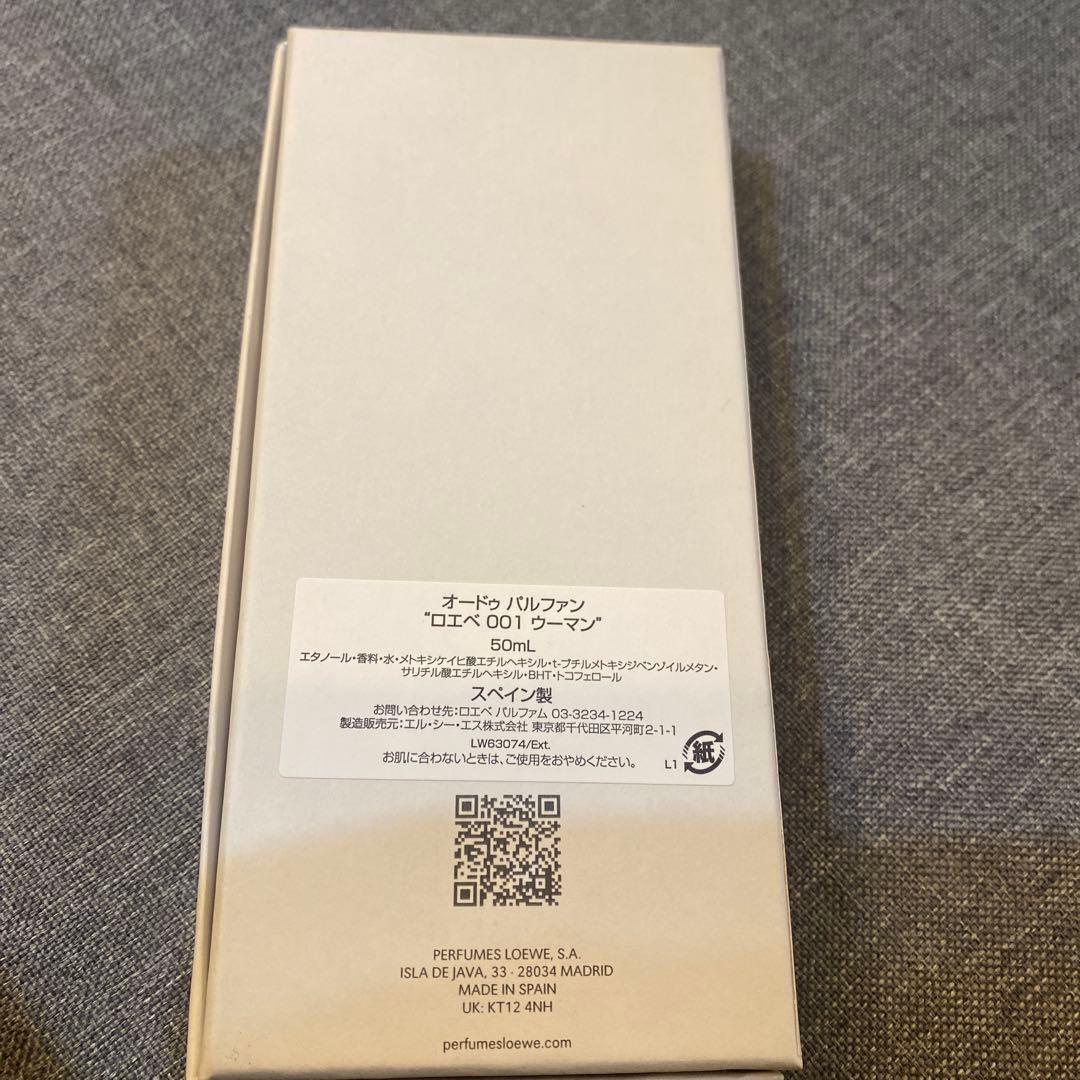 オードゥ パルファン
“ロエベ 001 ウーマン”
50mL
エタノール・香料・水・メトキシケイヒ酸エチルヘキシル・t-ブチルメトキシジベンゾイルメタン・
サリチル酸エチルヘキシル・BHT・トコフェロール
スペイン製
お問い合わせ先：ロエベ パルファム 03-3234-1224
製造販売元：エル・シー・エス株式会社 東京都千代田区平河町2-1-1
LW63074/Ext.
お肌に合わないときは、ご使用をおやめください。
L1 紙
PERFUMES LOEWE, S.A.
ISLA DE JAVA, 33 · 28034 MADRID
MADE IN SPAIN
UK: KT12 4NH
perfumesloewe.com